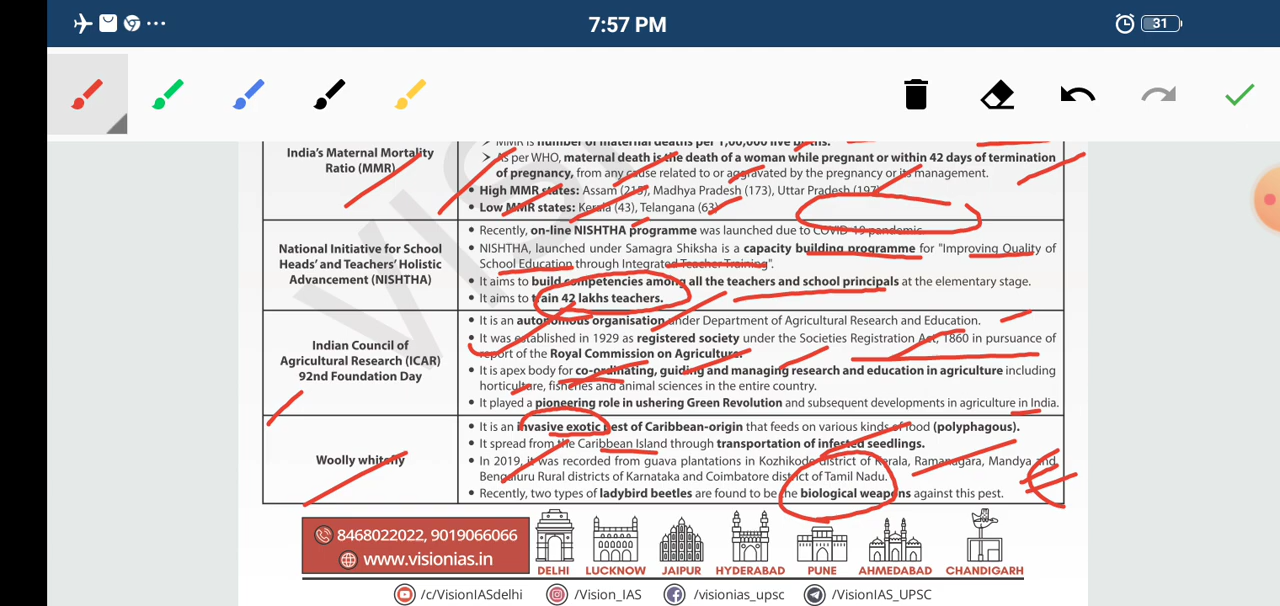 7:57 PM
31
India's Maternal Mortality
Ratio (MMR)
➢ MMR is number of maternal deaths per 1,00,000 live births.
➢ As per WHO, maternal death is the death of a woman while pregnant or within 42 days of termination
of pregnancy, from any cause related to or aggravated by the pregnancy or its management.
• High MMR states: Assam (215), Madhya Pradesh (173), Uttar Pradesh (197)
• Low MMR states: Kerala (43), Telangana (63)
National Initiative for School
Heads' and Teachers' Holistic
Advancement (NISHTHA)
• Recently, on-line NISHTHA programme was launched due to COVID-19 pandemic.
• NISHTHA, launched under Samagra Shiksha is a capacity building programme for "Improving Quality of
School Education through Integrated Teacher Training".
• It aims to build competencies among all the teachers and school principals at the elementary stage.
• It aims to train 42 lakhs teachers.
Indian Council of
Agricultural Research (ICAR)
92nd Foundation Day
• It is an autonomous organisation under Department of Agricultural Research and Education.
• It was established in 1929 as registered society under the Societies Registration Act, 1860 in pursuance of
report of the Royal Commission on Agriculture.
• It is apex body for co-ordinating, guiding and managing research and education in agriculture including
horticulture, fisheries and animal sciences in the entire country.
• It played a pioneering role in ushering Green Revolution and subsequent developments in agriculture in India.
Woolly whitefly
• It is an invasive exotic pest of Caribbean-origin that feeds on various kinds of food (polyphagous).
• It spread from the Caribbean Island through transportation of infested seedlings.
• In 2019, it was recorded from guava plantations in Kozhikode district of Kerala, Ramanagara, Mandya and
Bengaluru Rural districts of Karnataka and Coimbatore district of Tamil Nadu.
• Recently, two types of ladybird beetles are found to be the biological weapons against this pest.
8468022022, 9019066066
www.visionias.in
DELHI LUCKNOW JAIPUR HYDERABAD PUNE AHMEDABAD CHANDIGARH
/c/VisionIASdelhi /Vision_IAS /visionias_upsc /VisionIAS_UPSC